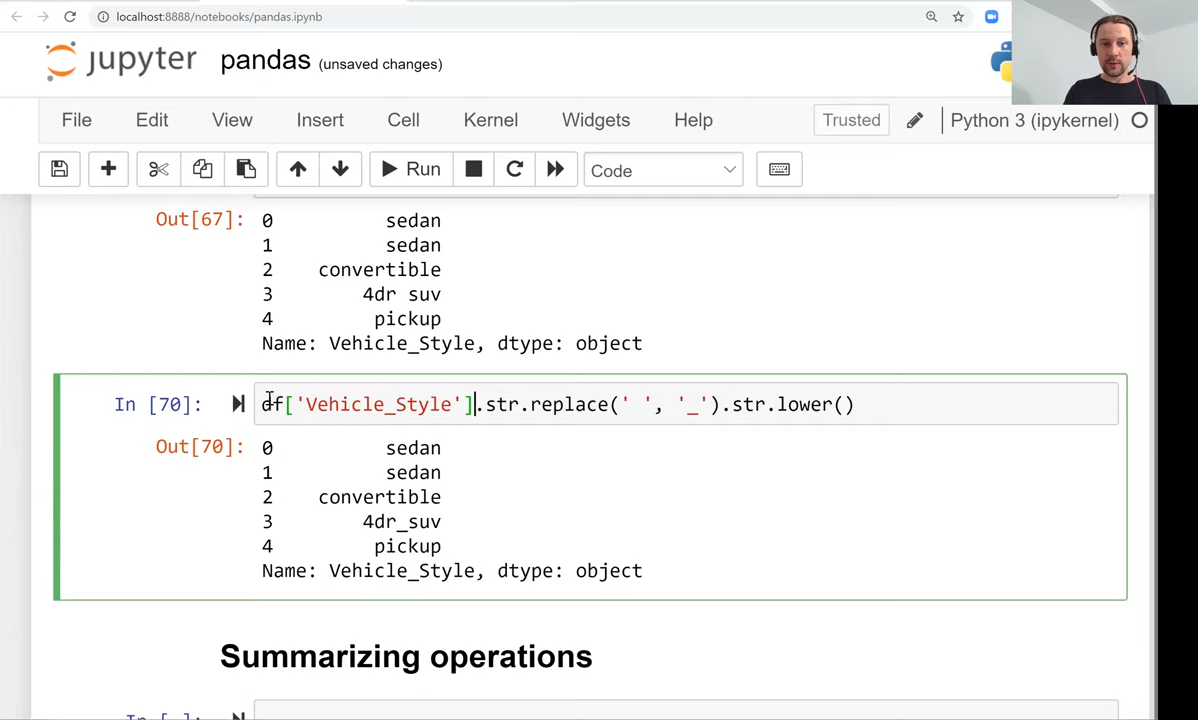 localhost:8888/notebooks/pandas.ipynb
jupyter pandas (unsaved changes)
File Edit View Insert Cell Kernel Widgets Help Trusted Python 3 (ipykernel)
Run Code
Out[67]: 0 sedan
1 sedan
2 convertible
3 4dr suv
4 pickup
Name: Vehicle_Style, dtype: object
In [70]: df['Vehicle_Style'].str.replace(' ', '_').str.lower()
Out[70]: 0 sedan
1 sedan
2 convertible
3 4dr_suv
4 pickup
Name: Vehicle_Style, dtype: object
Summarizing operations